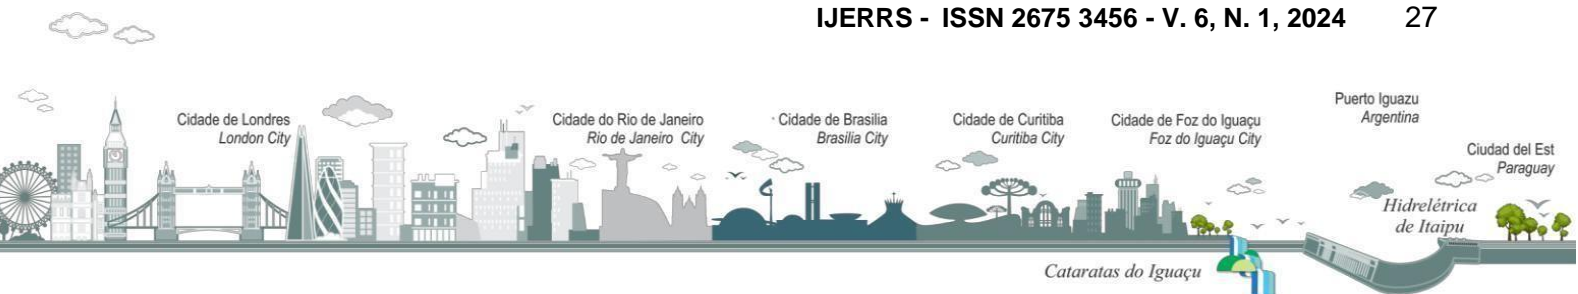 IJERRS - ISSN 2675 3456 - V. 6, N. 1, 2024 27
Cidade de Londres
London City
Cidade do Rio de Janeiro
Rio de Janeiro City
Cidade de Brasilia
Brasilia City
Cidade de Curitiba
Curitiba City
Cidade de Foz do Iguaçu
Foz do Iguaçu City
Puerto Iguazu
Argentina
Ciudad del Est
Paraguay
Hidrelétrica
de Itaipu
Cataratas do Iguaçu